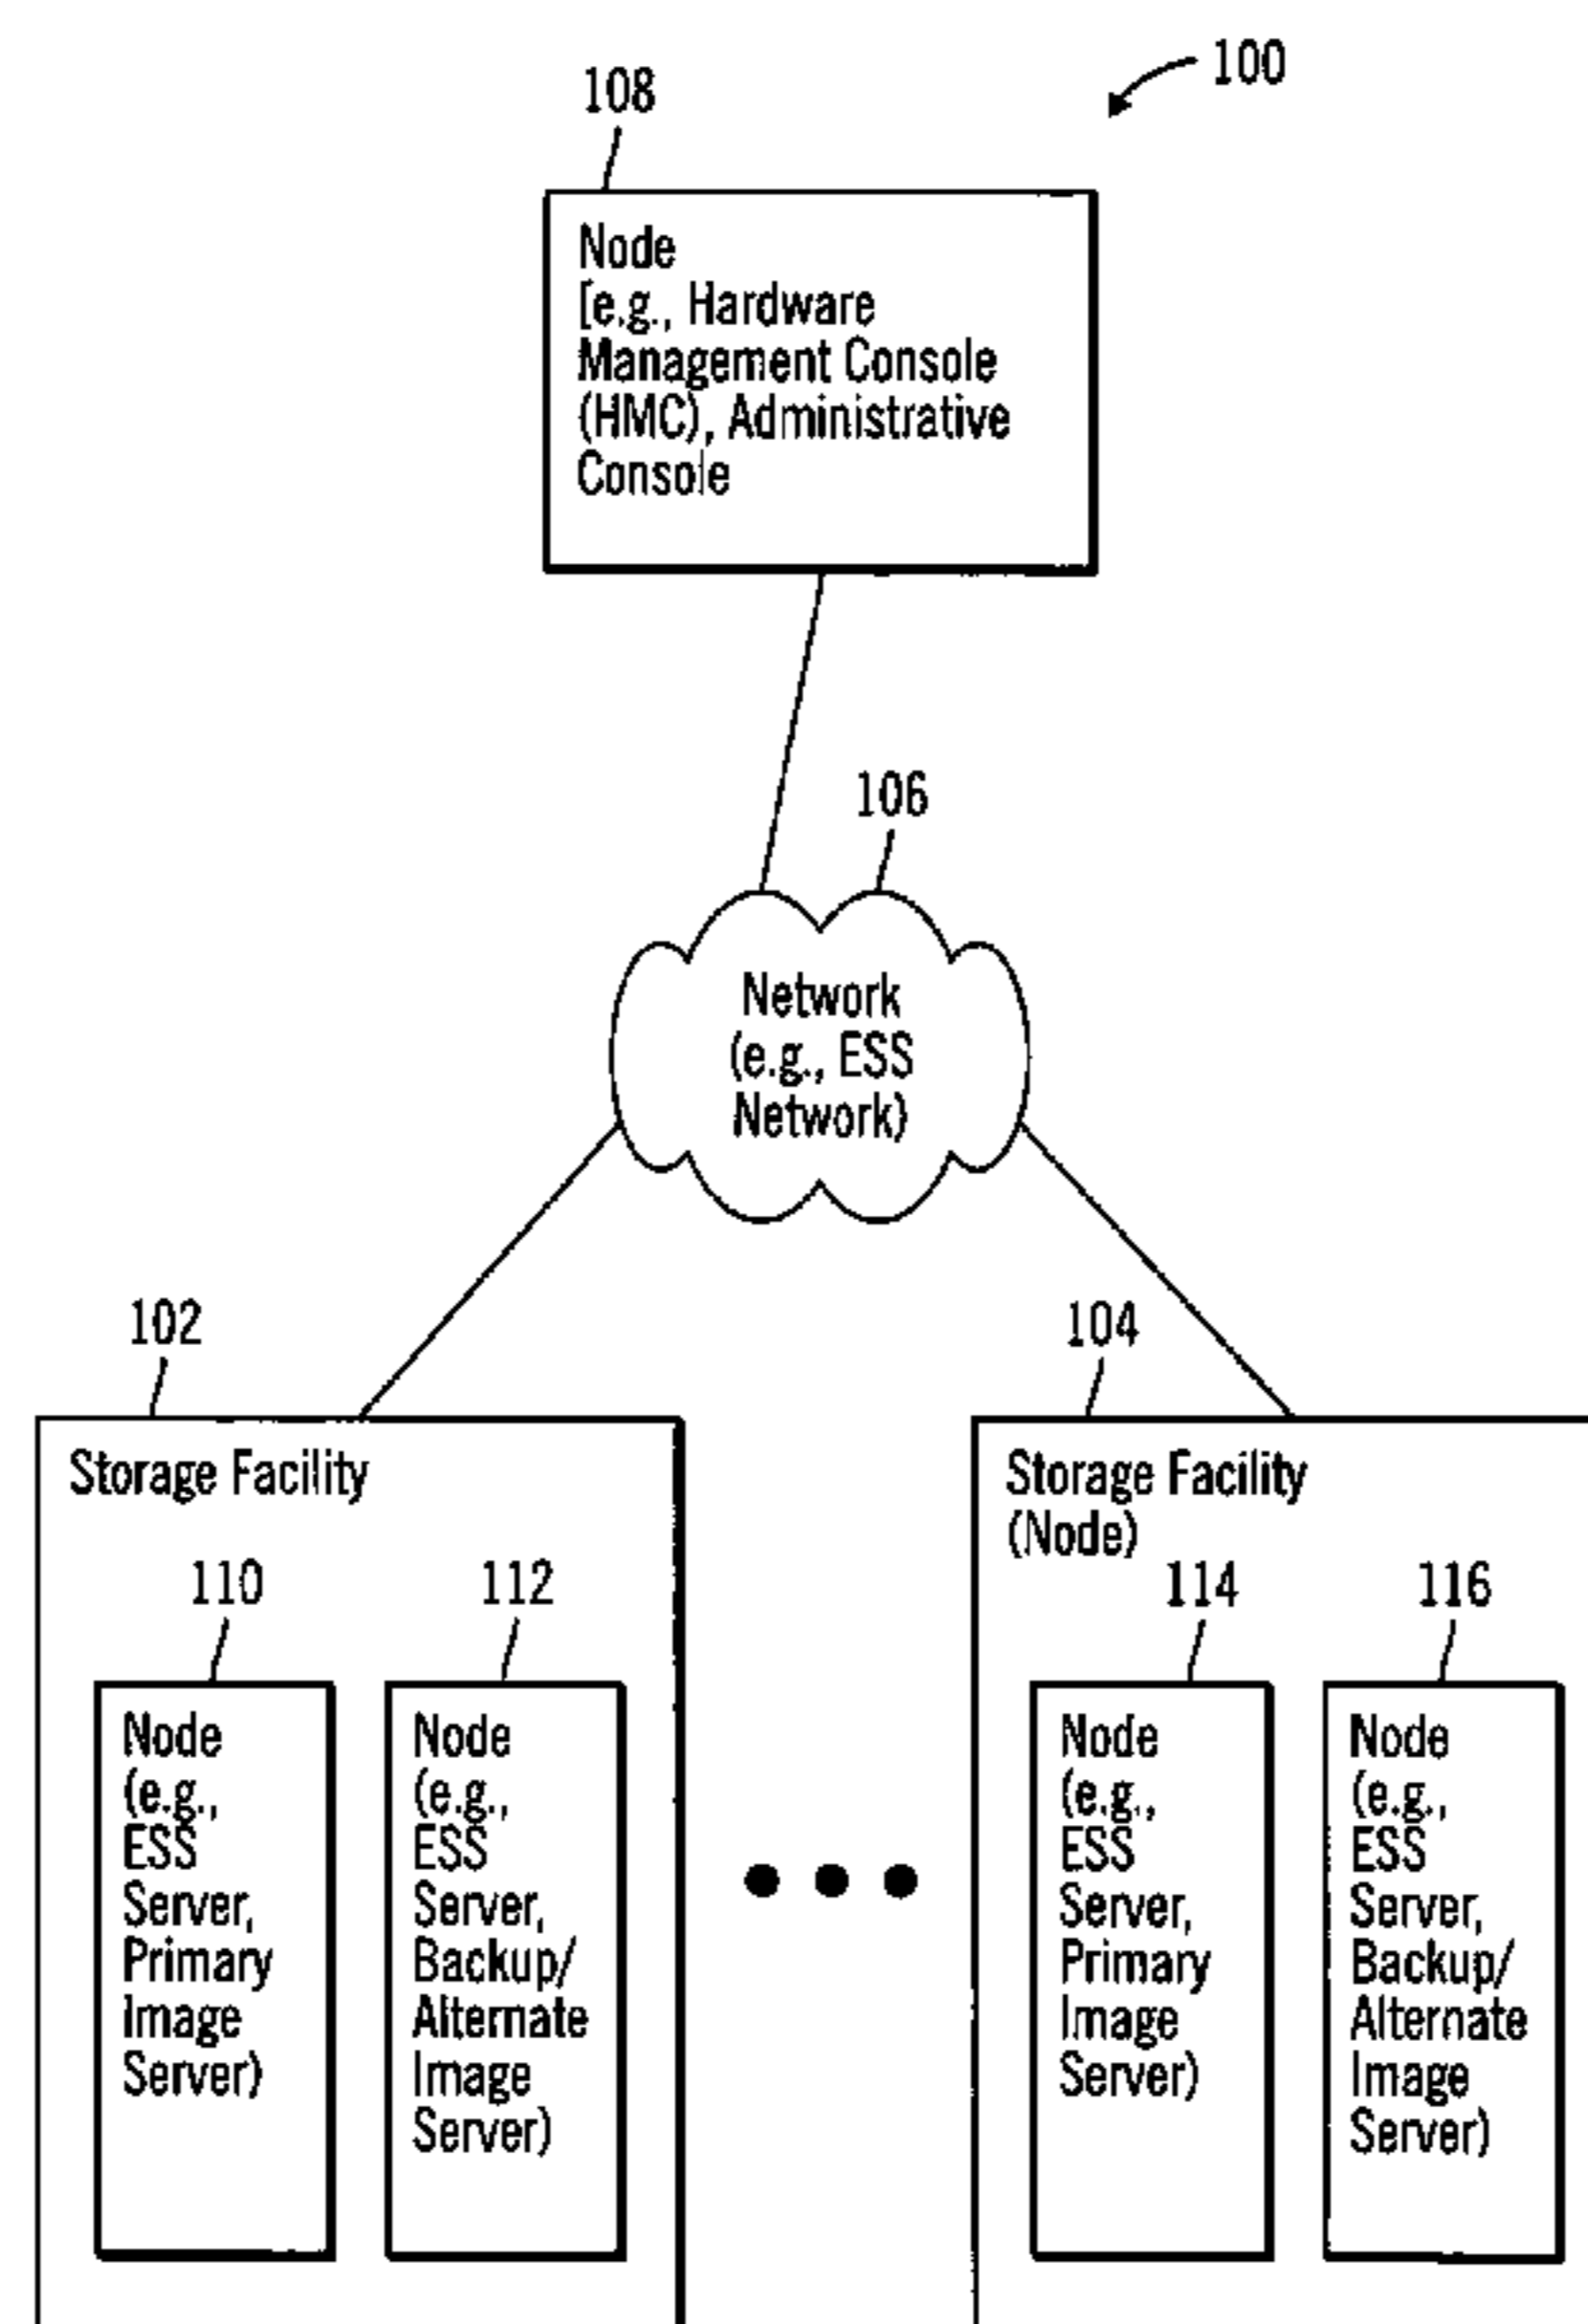 100
108
Node
[e.g., Hardware
Management Console
(HMC), Administrative
Console
106
Network
(e.g., ESS
Network)
102
Storage Facility
110
Node
(e.g.,
ESS
Server,
Primary
Image
Server)
112
Node
(e.g.,
ESS
Server,
Backup/
Alternate
Image
Server)
104
Storage Facility
(Node)
114
Node
(e.g.,
ESS
Server,
Primary
Image
Server)
116
Node
(e.g.,
ESS
Server,
Backup/
Alternate
Image
Server)